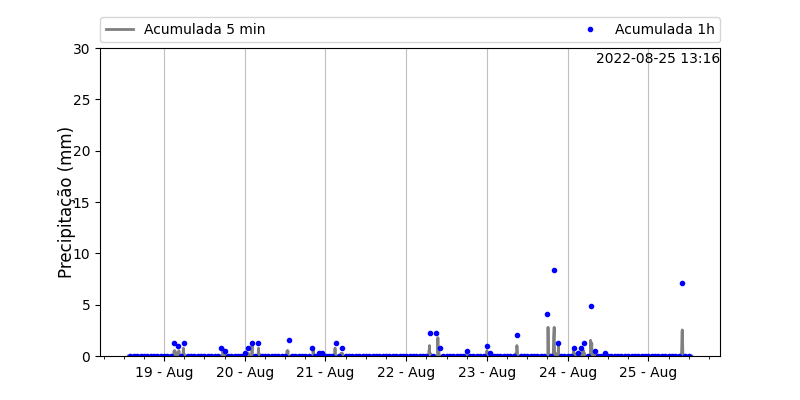 Acumulada 5 min
Acumulada 1h
2022-08-25 13:16
Precipitação (mm)
30
25
20
15
10
5
0
19 - Aug
20 - Aug
21 - Aug
22 - Aug
23 - Aug
24 - Aug
25 - Aug